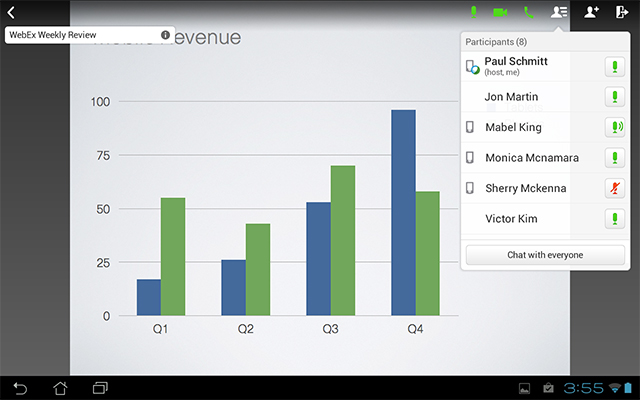 WebEx Weekly Review
Revenue
Participants (8)
Paul Schmitt
(host, me)
Jon Martin
Mabel King
Monica Mcnamara
Sherry Mckenna
Victor Kim
Chat with everyone
100
75
50
25
0
Q1 Q2 Q3 Q4
3:55